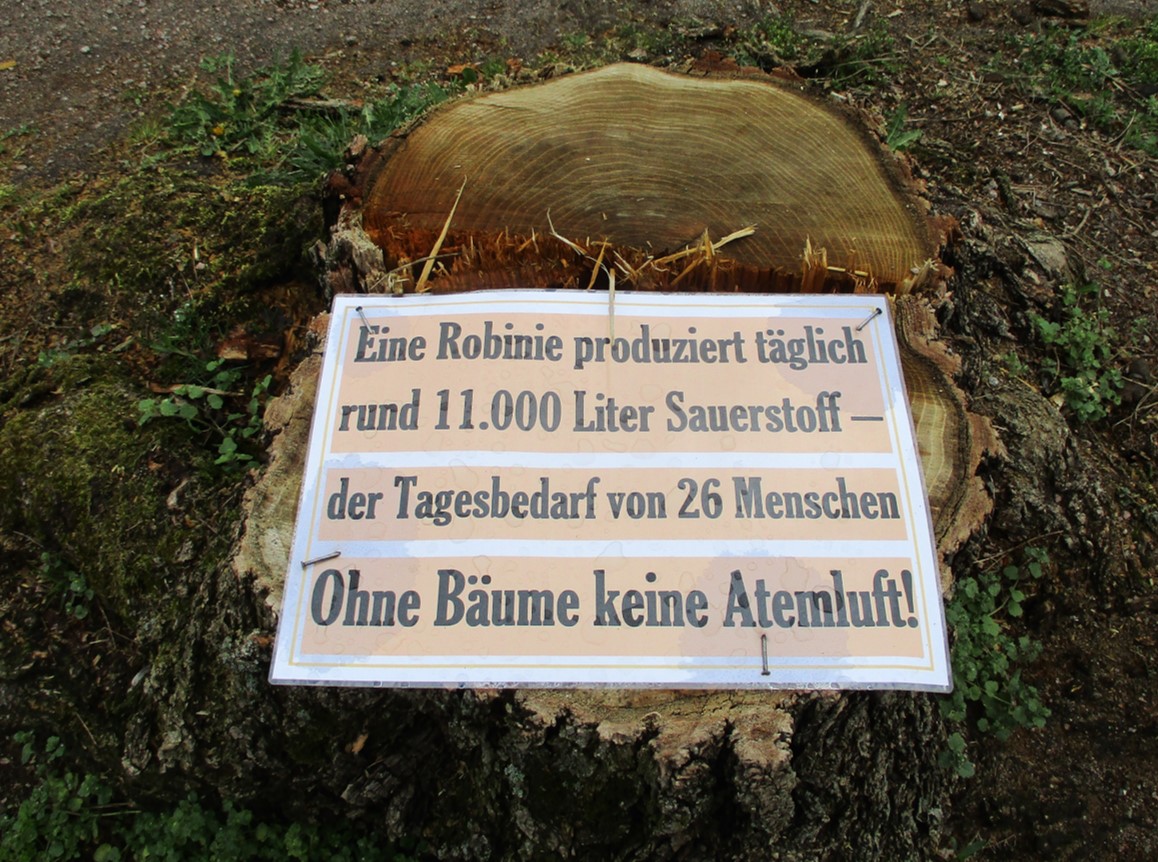 Eine Robinie produziert täglich
rund 11.000 Liter Sauerstoff –
der Tagesbedarf von 26 Menschen
Ohne Bäume keine Atemluft!